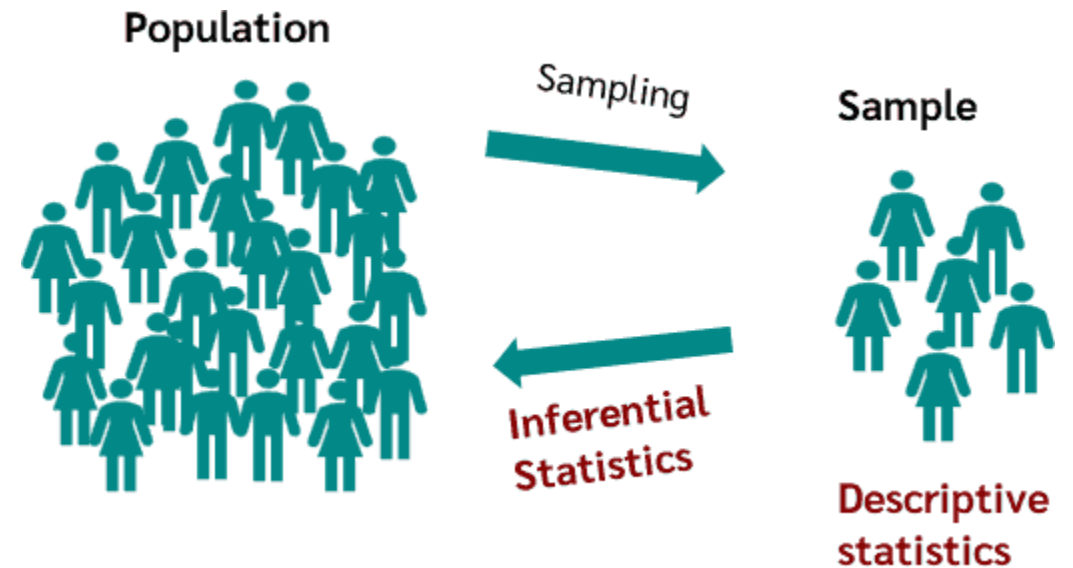 Population
Sampling
Sample
Inferential
Statistics
Descriptive
statistics